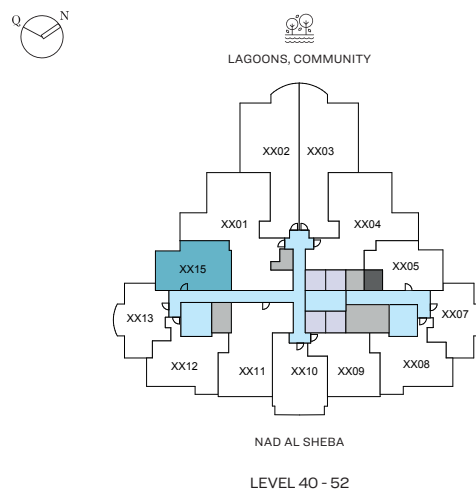 Q N
LAGOONS, COMMUNITY
XX02 XX03
XX01 XX04
XX15 XX05
XX13 XX07
XX12 XX11 XX10 XX09 XX08
NAD AL SHEBA
LEVEL 40 - 52